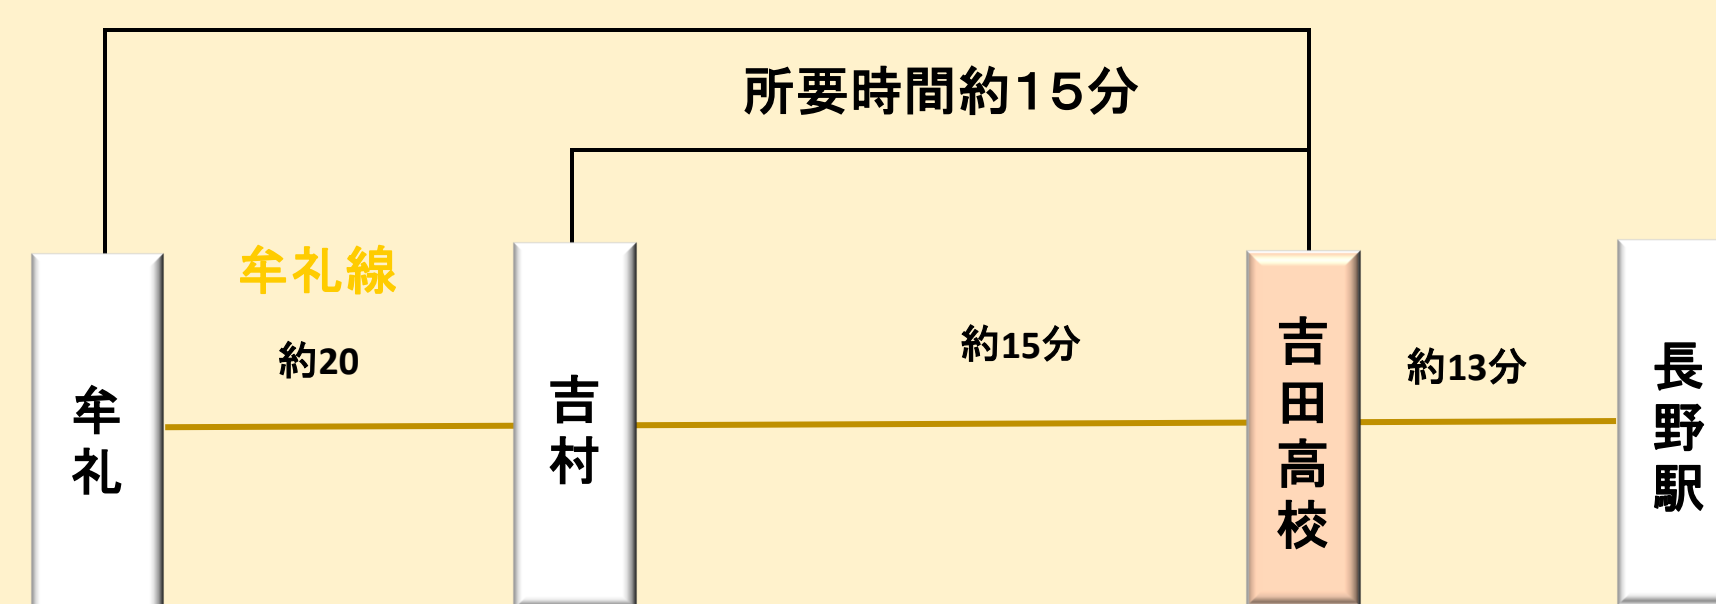 所要時間約１５分
牟礼線
約20
約15分
約13分
牟礼
吉村
吉田高校
長野駅